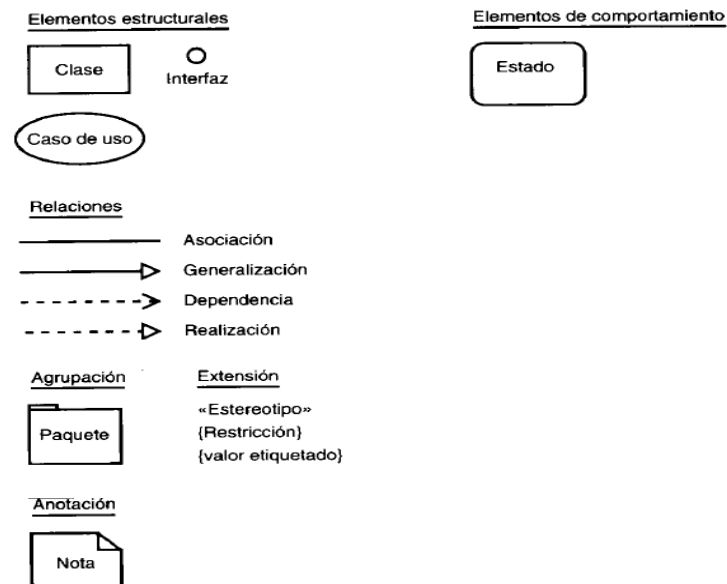 Elementos estructurales
Elementos de comportamiento
Clase
Interfaz
Estado
Caso de uso
Relaciones
Asociación
Generalización
Dependencia
Realización
Agrupación
Extensión
Paquete
«Estereotipo»
{Restricción}
{valor etiquetado}
Anotación
Nota